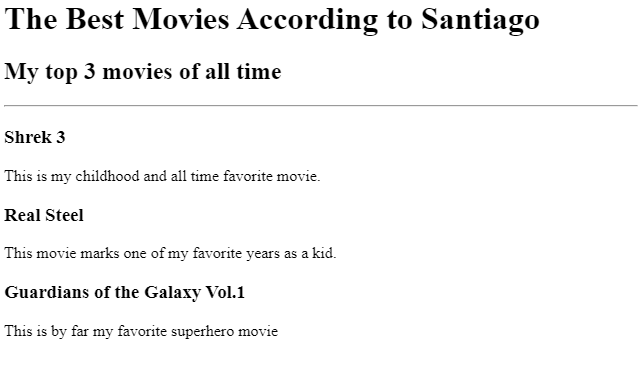 The Best Movies According to Santiago
My top 3 movies of all time
Shrek 3
This is my childhood and all time favorite movie.
Real Steel
This movie marks one of my favorite years as a kid.
Guardians of the Galaxy Vol.1
This is by far my favorite superhero movie